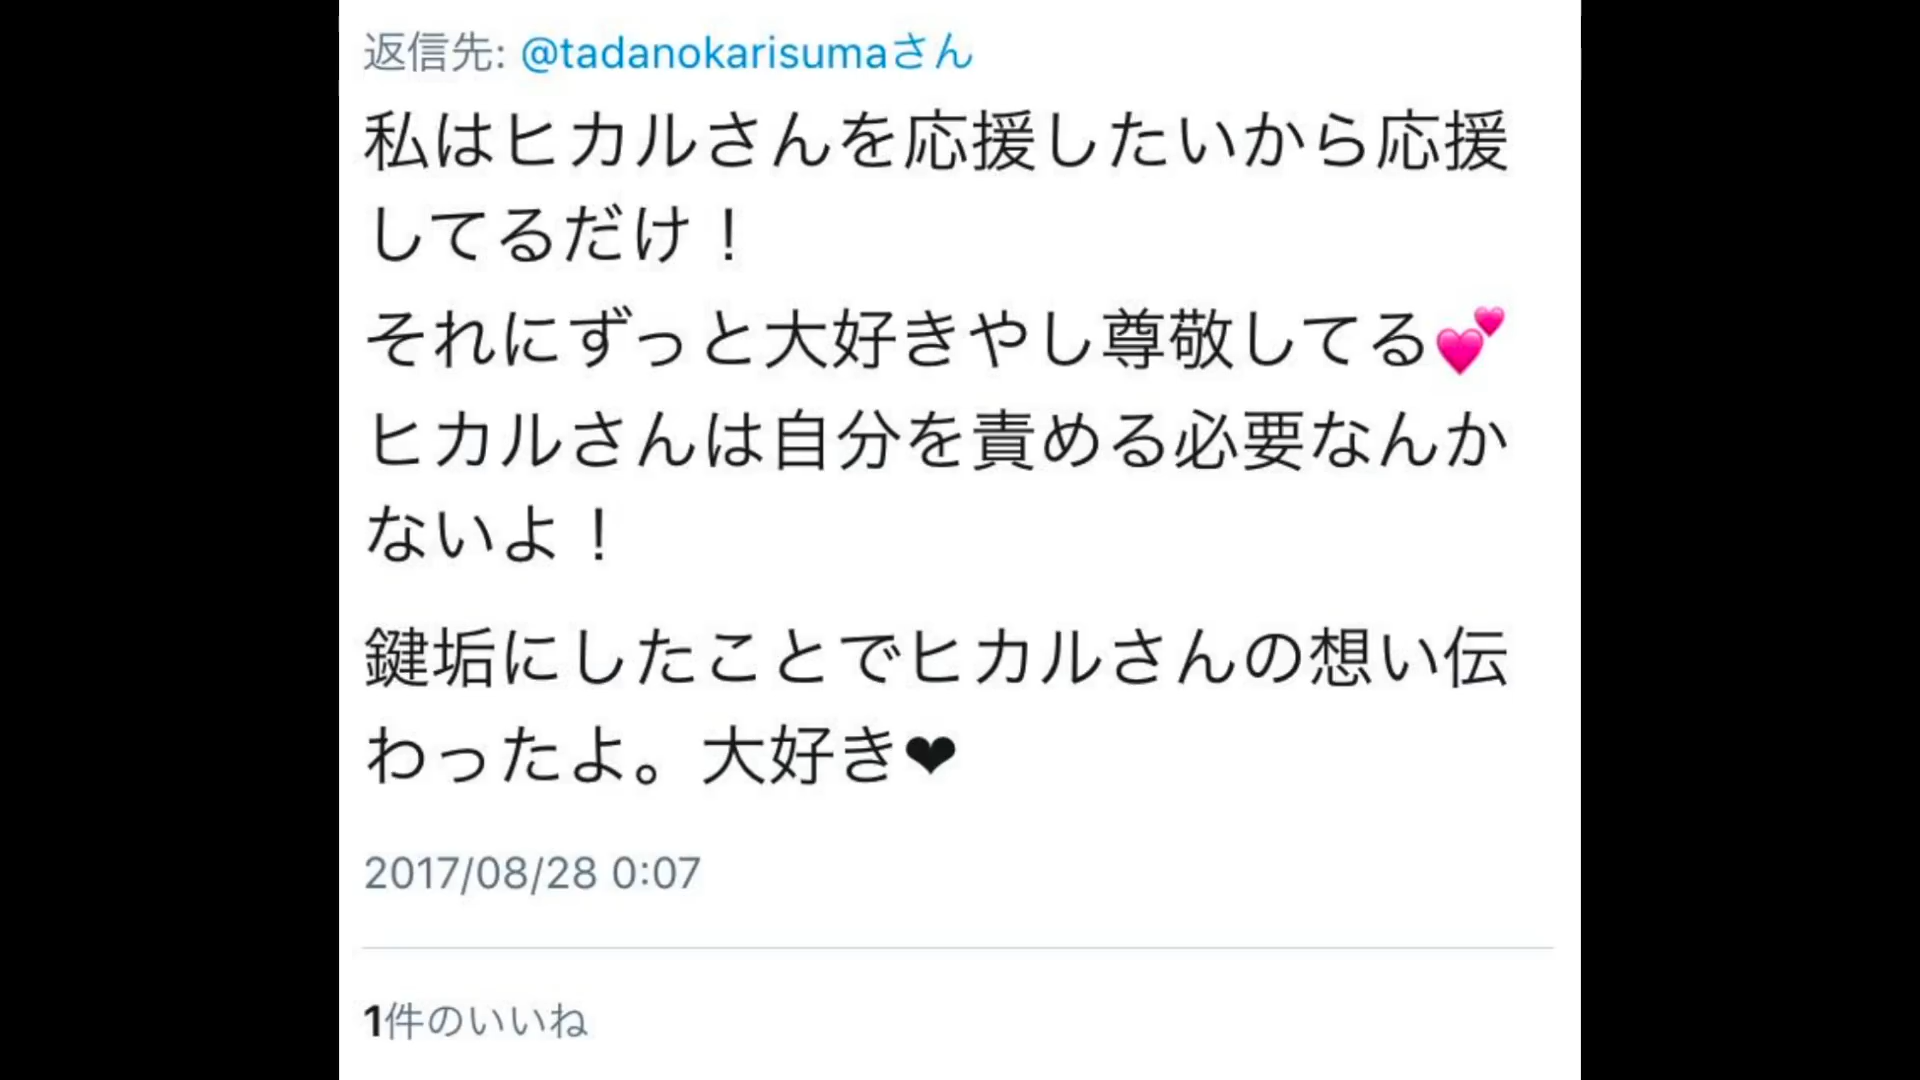 返信先: @tadanokarisumaさん
私はヒカルさんを応援したいから応援
してるだけ！
それにずっと大好きやし尊敬してる💕
ヒカルさんは自分を責める必要なんか
ないよ！
鍵垢にしたことでヒカルさんの想い伝
わったよ。大好き❤
2017/08/28 0:07
1件のいいね